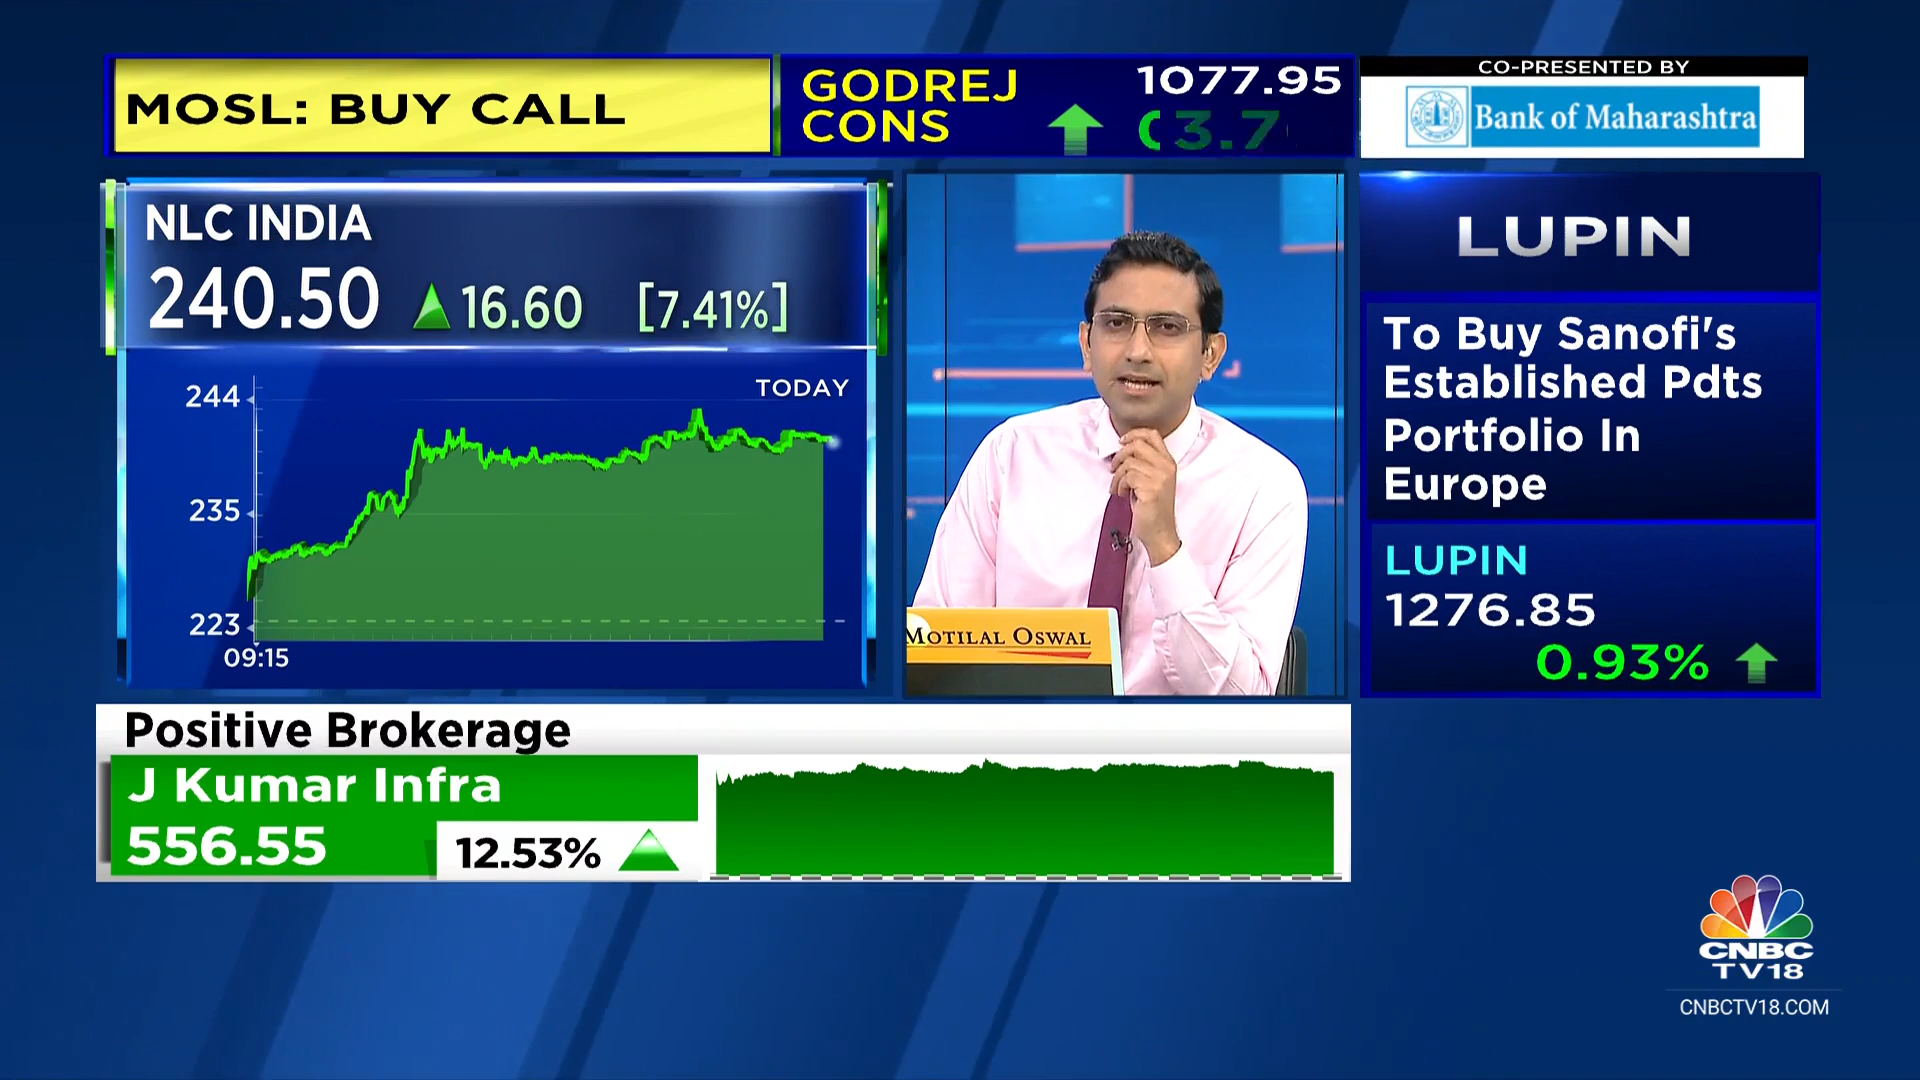 MOSL: BUY CALL
GODREJ
CONS
1077.95
CO-PRESENTED BY
Bank of Maharashtra
NLC INDIA
240.50 16.60 [7.41%]
TODAY
244
235
223
09:15
MOTILAL OSWAL
LUPIN
To Buy Sanofi's
Established Pdts
Portfolio In
Europe
LUPIN
1276.85
0.93%
Positive Brokerage
J Kumar Infra
556.55
12.53%
CNBC
TV18
CNBCTV18.COM